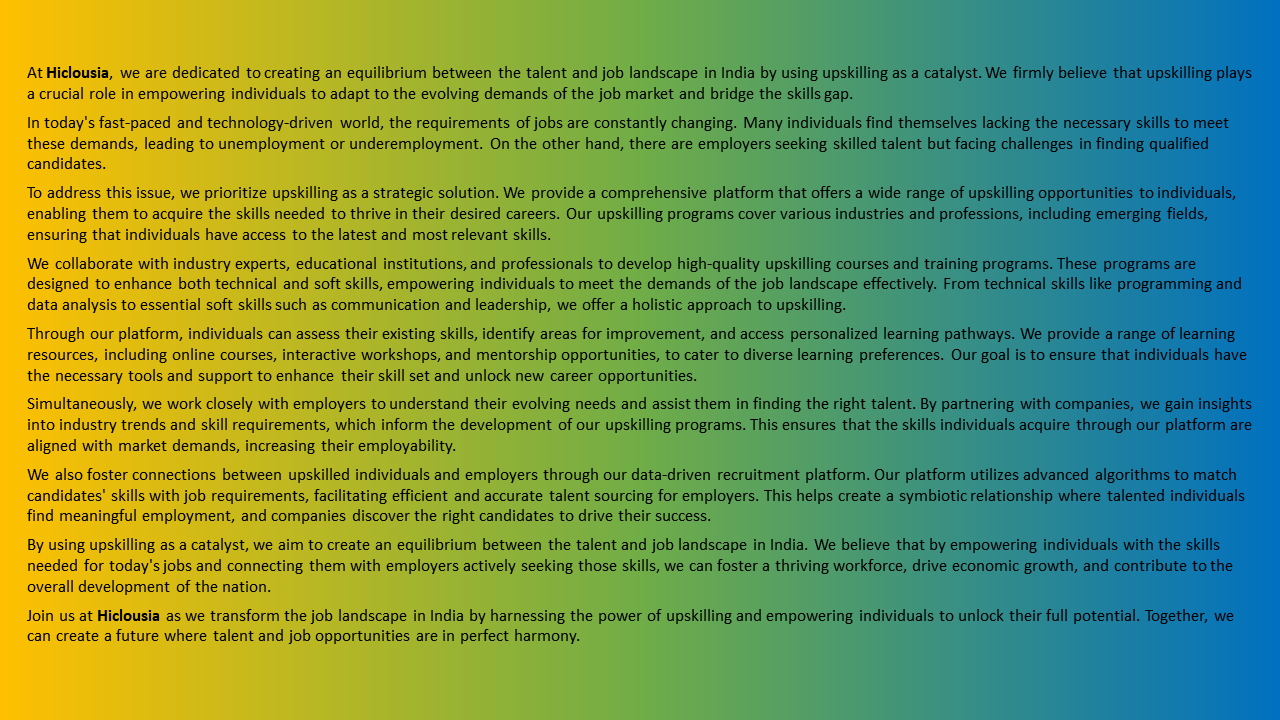 At Hiclousia, we are dedicated to creating an equilibrium between the talent and job landscape in India by using upskilling as a catalyst. We firmly believe that upskilling plays
a crucial role in empowering individuals to adapt to the evolving demands of the job market and bridge the skills gap.
In today's fast-paced and technology-driven world, the requirements of jobs are constantly changing. Many individuals find themselves lacking the necessary skills to meet
these demands, leading to unemployment or underemployment. On the other hand, there are employers seeking skilled talent but facing challenges in finding qualified
candidates.
To address this issue, we prioritize upskilling as a strategic solution. We provide a comprehensive platform that offers a wide range of upskilling opportunities to individuals,
enabling them to acquire the skills needed to thrive in their desired careers. Our upskilling programs cover various industries and professions, including emerging fields,
ensuring that individuals have access to the latest and most relevant skills.
We collaborate with industry experts, educational institutions, and professionals to develop high-quality upskilling courses and training programs. These programs are
designed to enhance both technical and soft skills, empowering individuals to meet the demands of the job landscape effectively. From technical skills like programming and
data analysis to essential soft skills such as communication and leadership, we offer a holistic approach to upskilling.
Through our platform, individuals can assess their existing skills, identify areas for improvement, and access personalized learning pathways. We provide a range of learning
resources, including online courses, interactive workshops, and mentorship opportunities, to cater to diverse learning preferences. Our goal is to ensure that individuals have
the necessary tools and support to enhance their skill set and unlock new career opportunities.
Simultaneously, we work closely with employers to understand their evolving needs and assist them in finding the right talent. By partnering with companies, we gain insights
into industry trends and skill requirements, which inform the development of our upskilling programs. This ensures that the skills individuals acquire through our platform are
aligned with market demands, increasing their employability.
We also foster connections between upskilled individuals and employers through our data-driven recruitment platform. Our platform utilizes advanced algorithms to match
candidates' skills with job requirements, facilitating efficient and accurate talent sourcing for employers. This helps create a symbiotic relationship where talented individuals
find meaningful employment, and companies discover the right candidates to drive their success.
By using upskilling as a catalyst, we aim to create an equilibrium between the talent and job landscape in India. We believe that by empowering individuals with the skills
needed for today's jobs and connecting them with employers actively seeking those skills, we can foster a thriving workforce, drive economic growth, and contribute to the
overall development of the nation.
Join us at Hiclousia as we transform the job landscape in India by harnessing the power of upskilling and empowering individuals to unlock their full potential. Together, we
can create a future where talent and job opportunities are in perfect harmony.